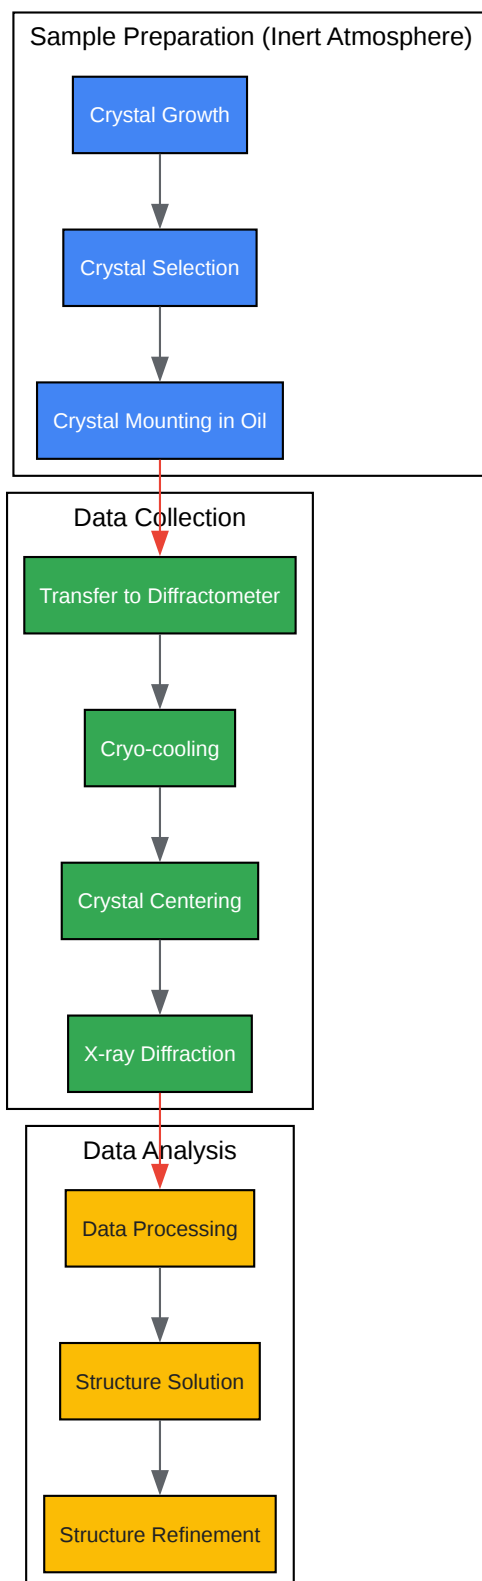 Sample Preparation (Inert Atmosphere)
Crystal Growth
Crystal Selection
Crystal Mounting in Oil
Data Collection
Transfer to Diffractometer
Cryo-cooling
Crystal Centering
X-ray Diffraction
Data Analysis
Data Processing
Structure Solution
Structure Refinement